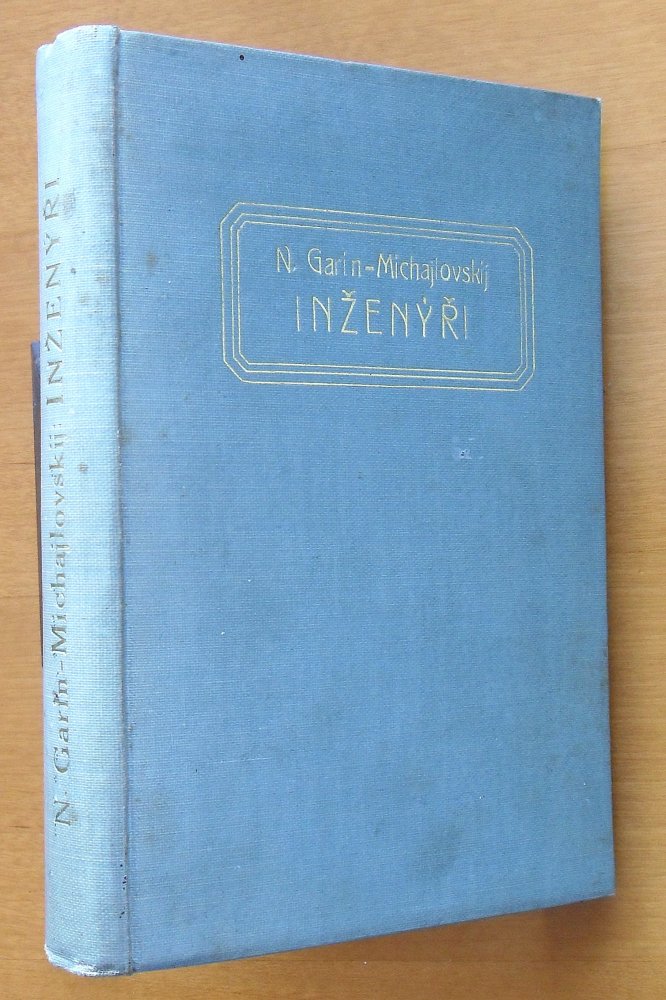 N. Garin-Michajlovskij
INŽENÝŘI
N. Garin-Michajlovskij: INŽENÝŘI